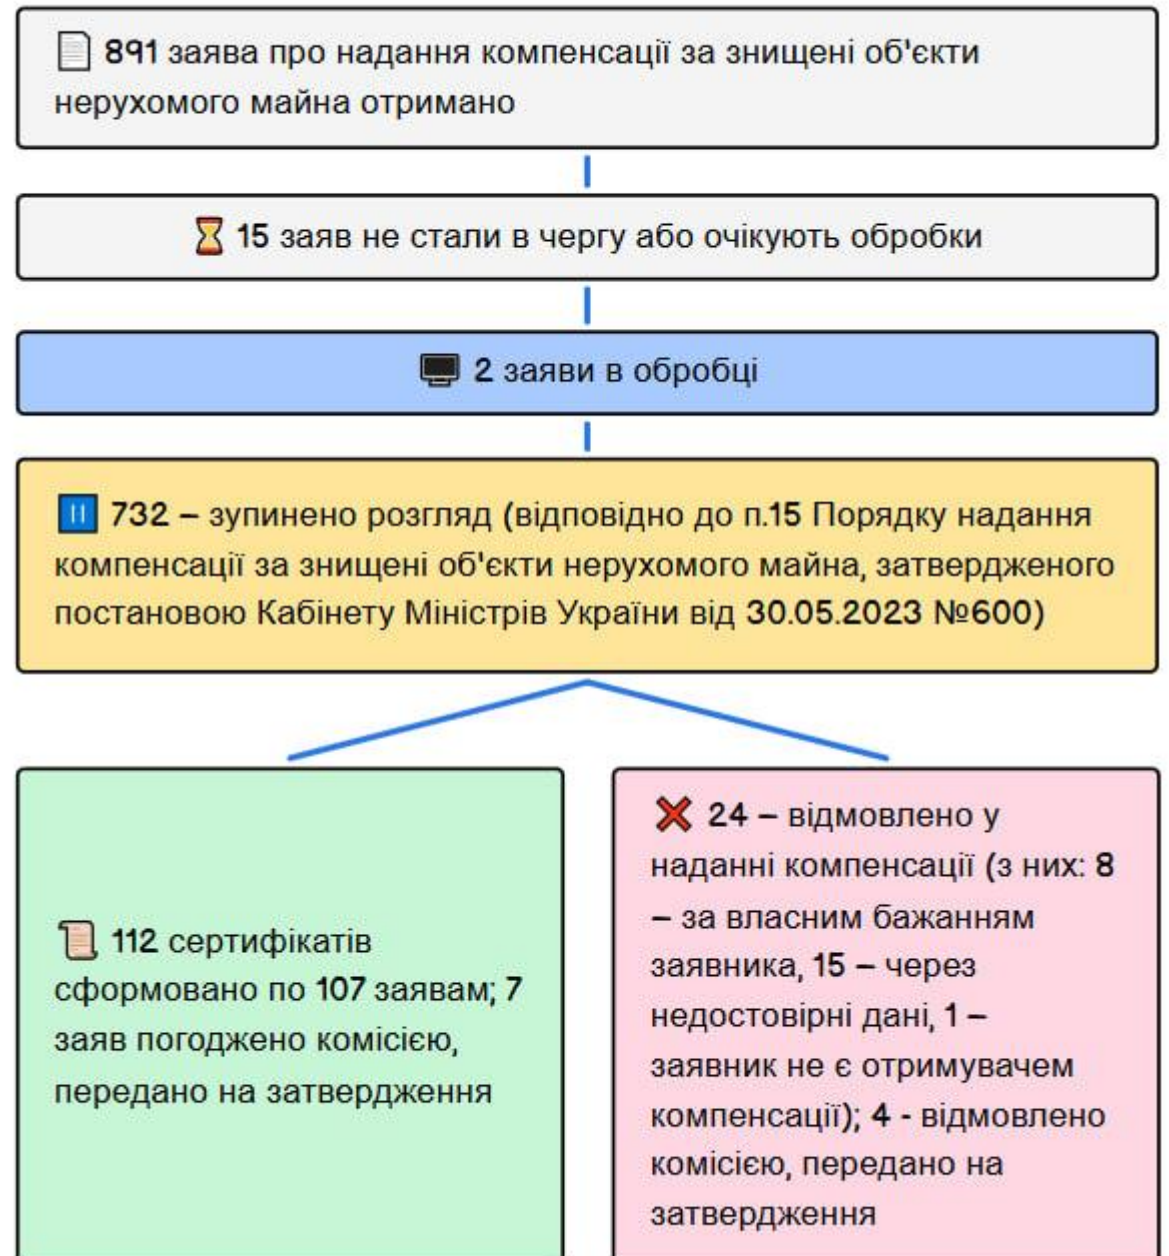 891 заява про надання компенсації за знищені об'єкти
нерухомого майна отримано
15 заяв не стали в чергу або очікують обробки
2 заяви в обробці
732 – зупинено розгляд (відповідно до п.15 Порядку надання
компенсації за знищені об'єкти нерухомого майна, затвердженого
постановою Кабінету Міністрів України від 30.05.2023 №600)
112 сертифікатів
сформовано по 107 заявам; 7
заяв погоджено комісією,
передано на затвердження
24 – відмовлено у
наданні компенсації (з них: 8
– за власним бажанням
заявника, 15 – через
недостовірні дані, 1 –
заявник не є отримувачем
компенсації); 4 - відмовлено
комісією, передано на
затвердження